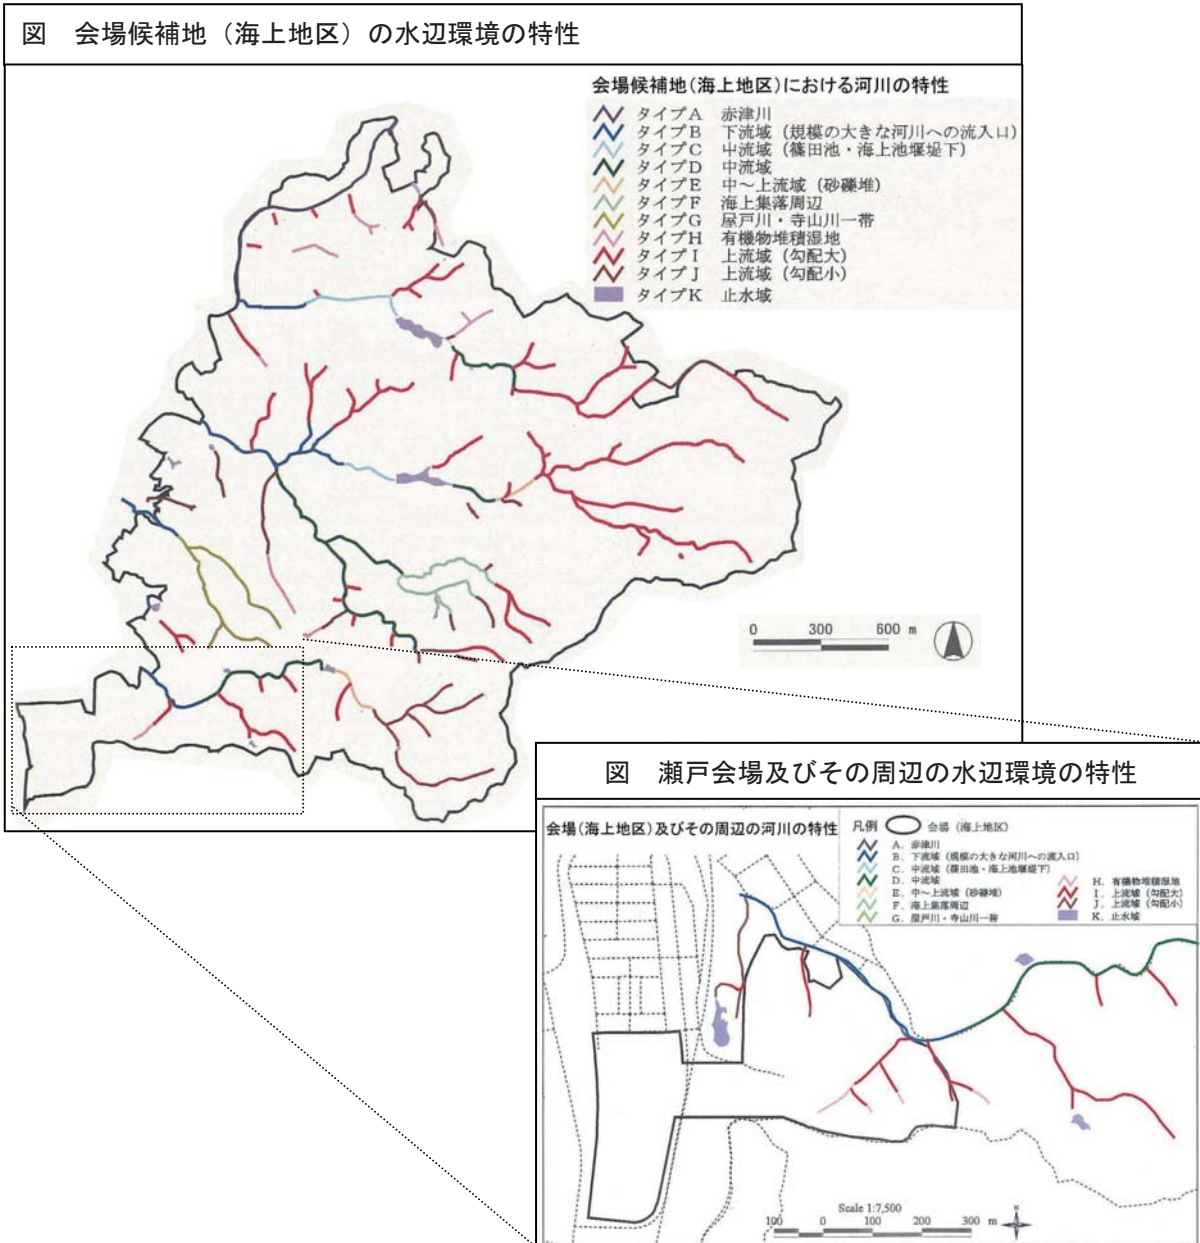 図　会場候補地（海上地区）の水辺環境の特性
会場候補地（海上地区）における河川の特性
タイプA　赤津川
タイプB　下流域（規模の大きな河川への流入口）
タイプC　中流域（篠田池・海上池堰堤下）
タイプD　中流域
タイプE　中～上流域（砂礫堆）
タイプF　海上集落周辺
タイプG　屋戸川・寺山川一帯
タイプH　有機物堆積湿地
タイプI　上流域（勾配大）
タイプJ　上流域（勾配小）
タイプK　止水域
0　300　600 m
図　瀬戸会場及びその周辺の水辺環境の特性
会場（海上地区）及びその周辺の河川の特性
凡例　会場（海上地区）
A．赤津川
B．下流域（規模の大きな河川への流入口）
C．中流域（篠田池・海上池堰堤下）
D．中流域
E．中～上流域（砂礫堆）
F．海上集落周辺
G．屋戸川・寺山川一帯
H．有機物堆積湿地
I．上流域（勾配大）
J．上流域（勾配小）
K．止水域
Scale 1:7,500
100　0　100　200　300 m
N